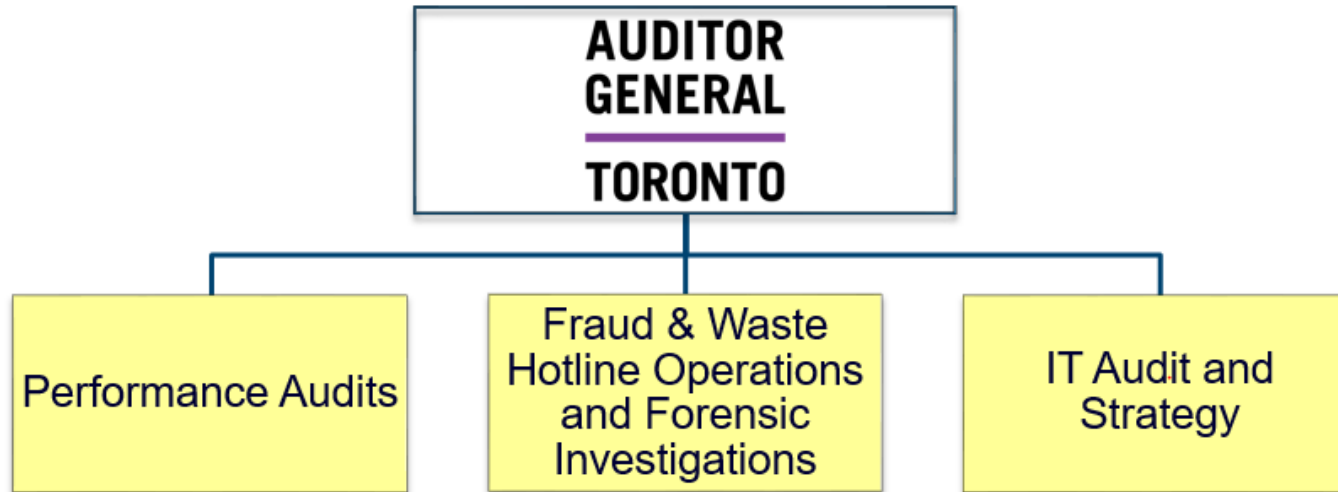 AUDITOR
GENERAL
TORONTO
Performance Audits
Fraud & Waste
Hotline Operations
and Forensic
Investigations
IT Audit and
Strategy